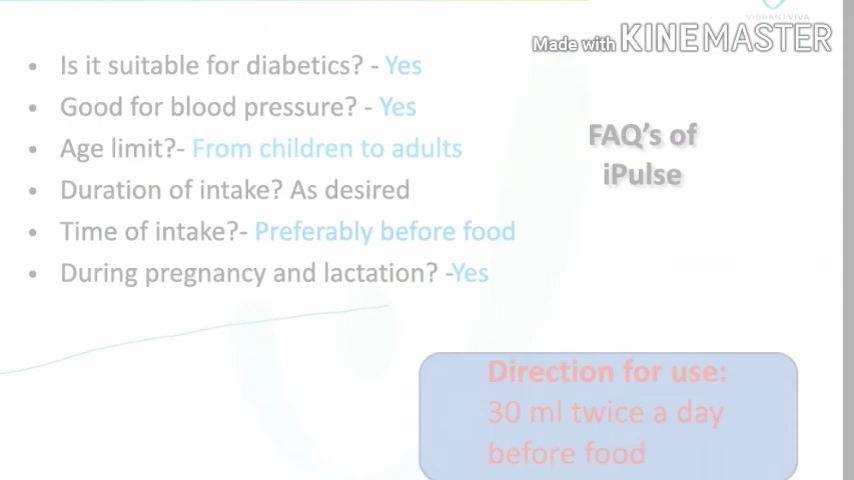 VIBRANT VIVA
Made with KINEMASTER
• Is it suitable for diabetics? - Yes
• Good for blood pressure? - Yes
• Age limit?- From children to adults
• Duration of intake? As desired
• Time of intake?- Preferably before food
• During pregnancy and lactation? -Yes
FAQ's of
iPulse
Direction for use:
30 ml twice a day
before food